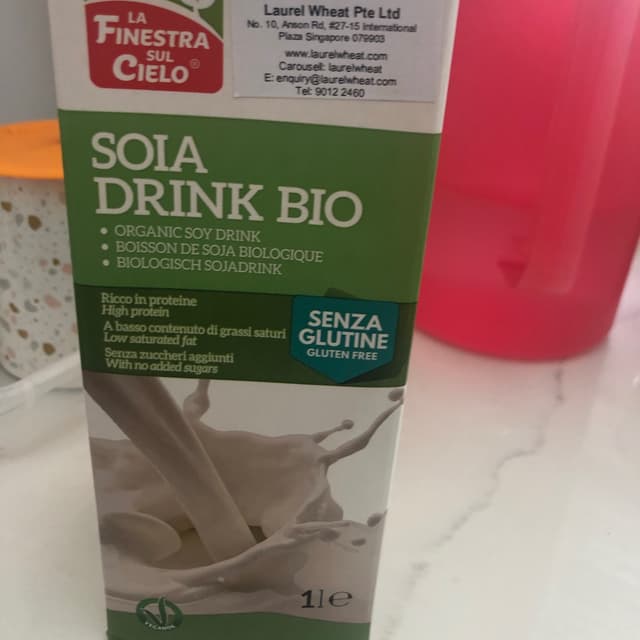 LA
FINESTRA
SUL
CIELO®
Laurel Wheat Pte Ltd
No. 10, Anson Rd, #27-15 International
Plaza Singapore 079903
www.laurelwheat.com
Carousell: laurelwheat
E: enquiry@laurelwheat.com
Tel: 9012 2460
SOIA
DRINK BIO
• ORGANIC SOY DRINK
• BOISSON DE SOJA BIOLOGIQUE
• BIOLOGISCH SOJADRINK
Ricco in proteine
High protein
A basso contenuto di grassi saturi
Low saturated fat
Senza zuccheri aggiunti
With no added sugars
SENZA
GLUTINE
GLUTEN FREE
1l e